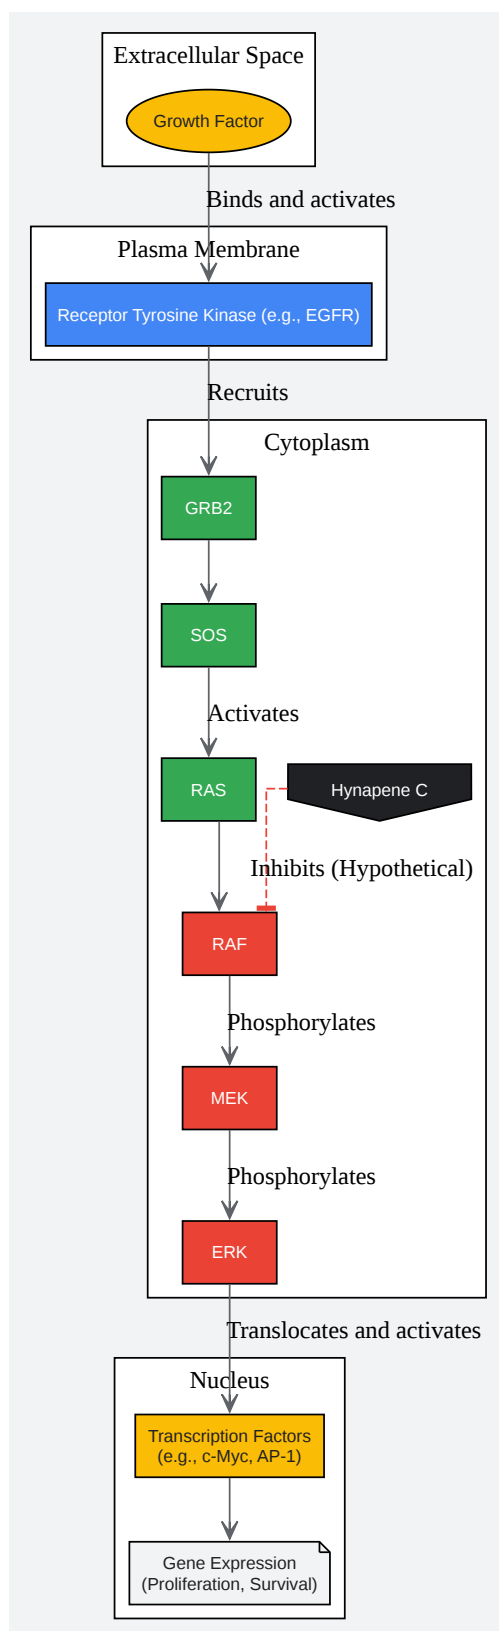 Extracellular Space
Growth Factor
Binds and activates
Plasma Membrane
Receptor Tyrosine Kinase (e.g., EGFR)
Recruits
Cytoplasm
GRB2
SOS
Activates
RAS
Hynapene C
Inhibits (Hypothetical)
RAF
Phosphorylates
MEK
Phosphorylates
ERK
Translocates and activates
Nucleus
Transcription Factors
(e.g., c-Myc, AP-1)
Gene Expression
(Proliferation, Survival)